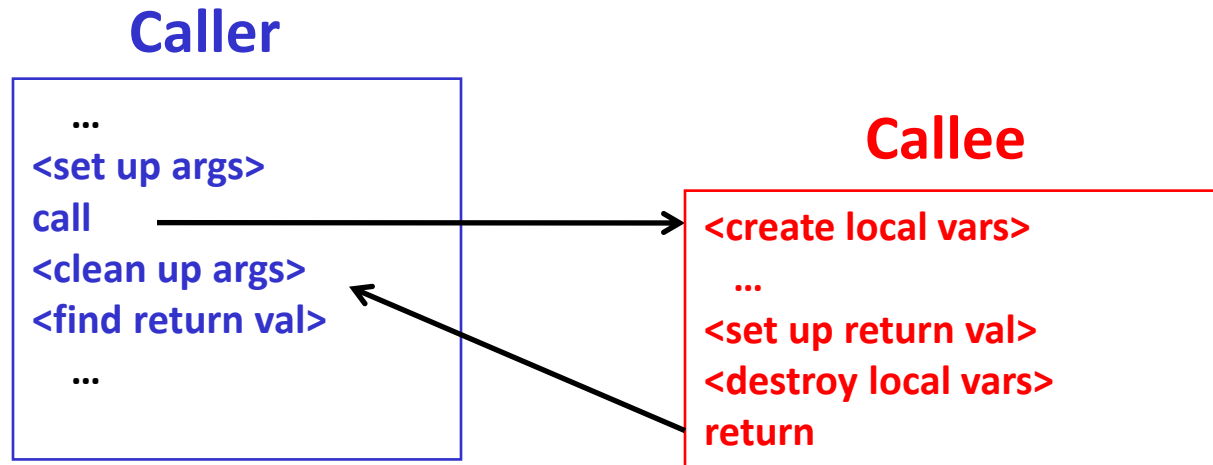 Caller
...
<set up args>
call
<clean up args>
<find return val>
...
Callee
<create local vars>
...
<set up return val>
<destroy local vars>
return